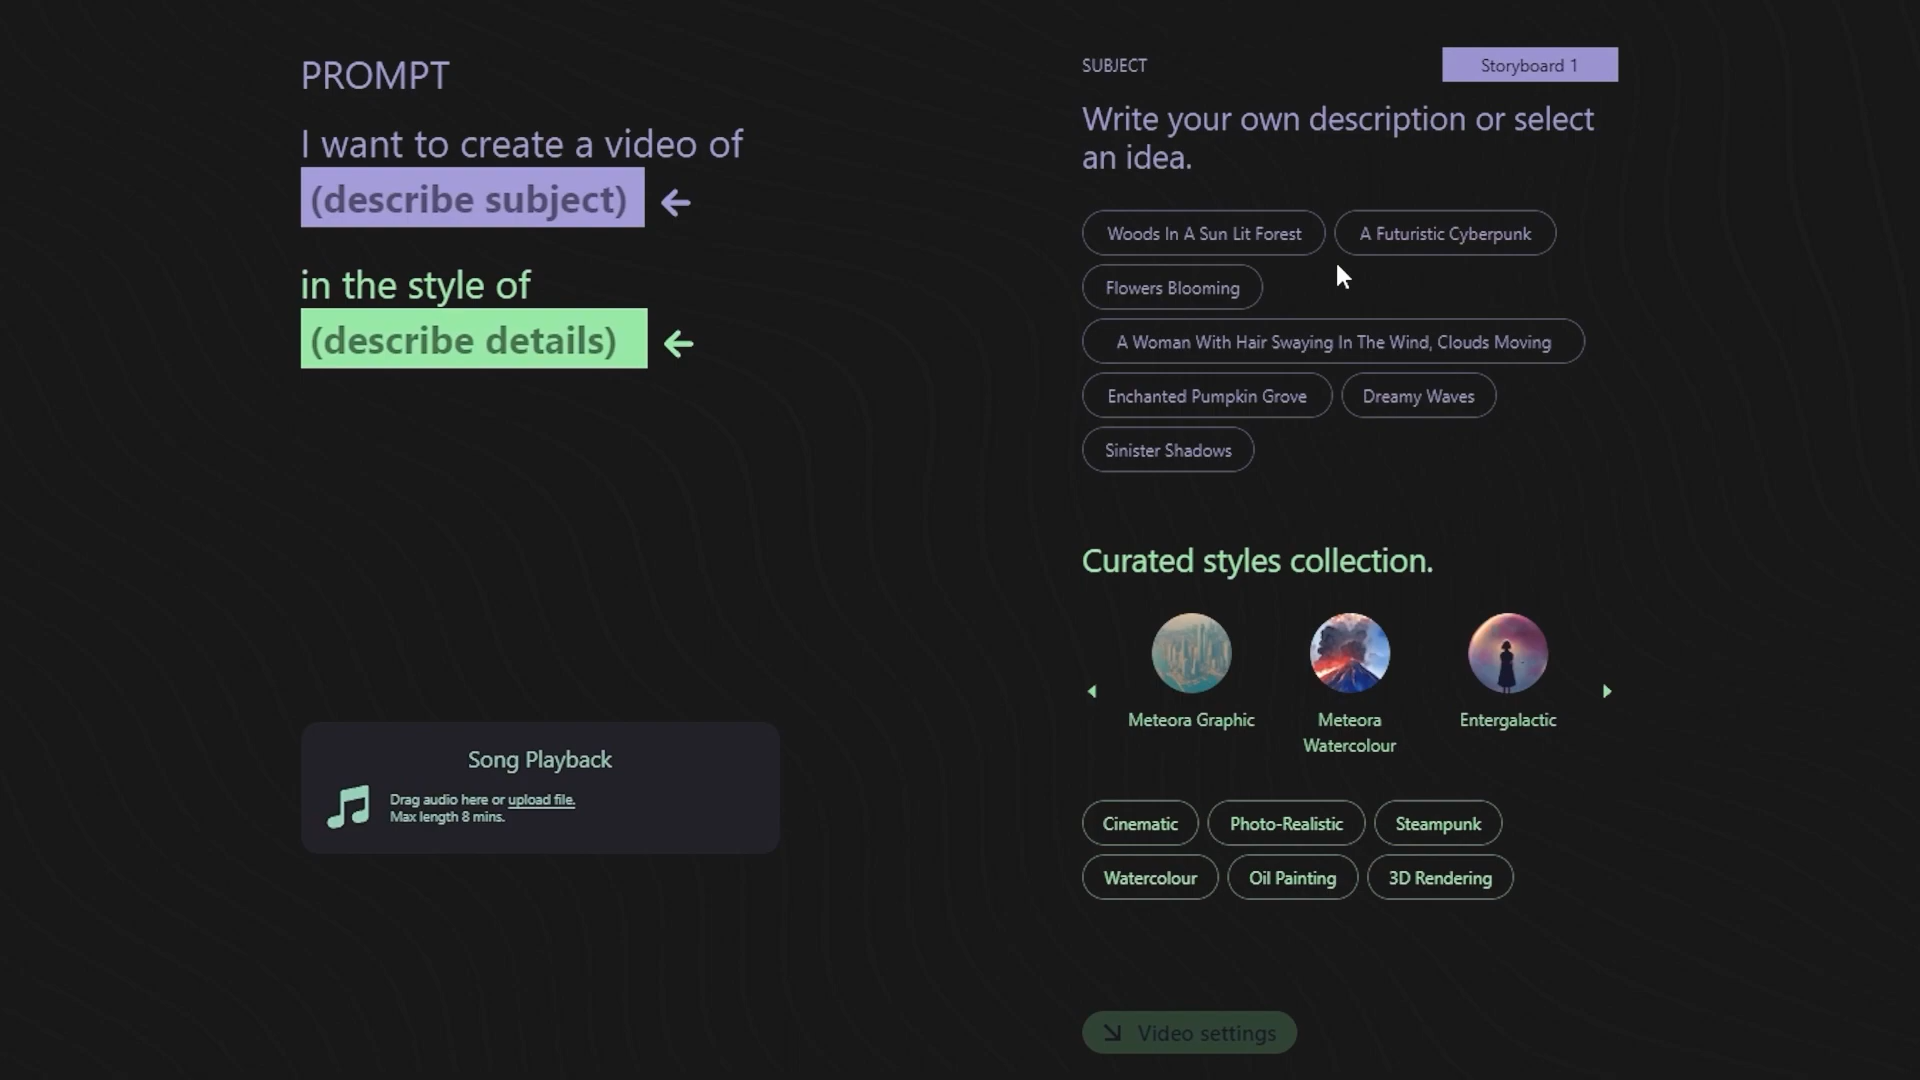 PROMPT
I want to create a video of
(describe subject)
in the style of
(describe details)
Song Playback
Drag audio here or upload file.
Max length 8 mins.
SUBJECT
Storyboard 1
Write your own description or select
an idea.
Woods In A Sun Lit Forest
A Futuristic Cyberpunk
Flowers Blooming
A Woman With Hair Swaying In The Wind, Clouds Moving
Enchanted Pumpkin Grove
Dreamy Waves
Sinister Shadows
Curated styles collection.
Meteora Graphic
Meteora
Watercolour
Entergalactic
Cinematic
Photo-Realistic
Steampunk
Watercolour
Oil Painting
3D Rendering
Video settings